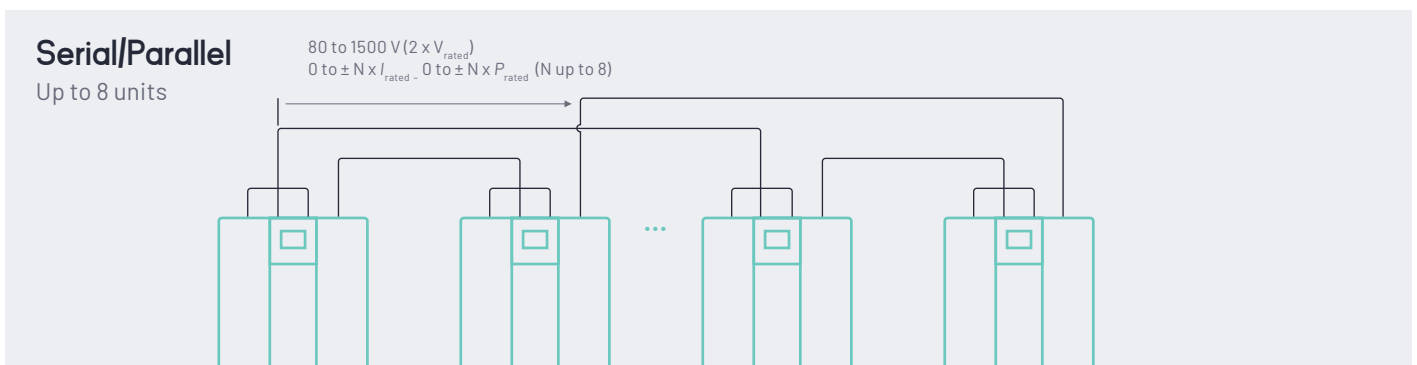 Serial/Parallel
Up to 8 units
80 to 1500 V (2 x Vrated)
0 to ± N x Irated - 0 to ± N x Prated (N up to 8)
...